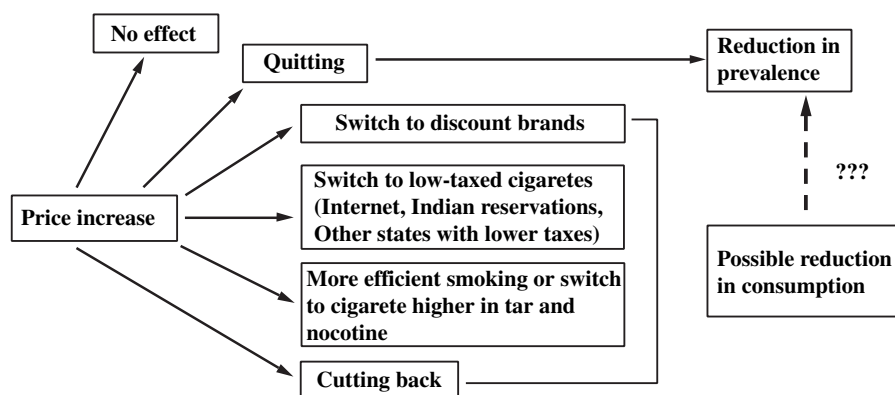 No effect
Quitting
Reduction in
prevalence
Switch to discount brands
Switch to low-taxed cigaretes
(Internet, Indian reservations,
Other states with lower taxes)
???
Price increase
More efficient smoking or switch
to cigarete higher in tar and
nocotine
Possible reduction
in consumption
Cutting back